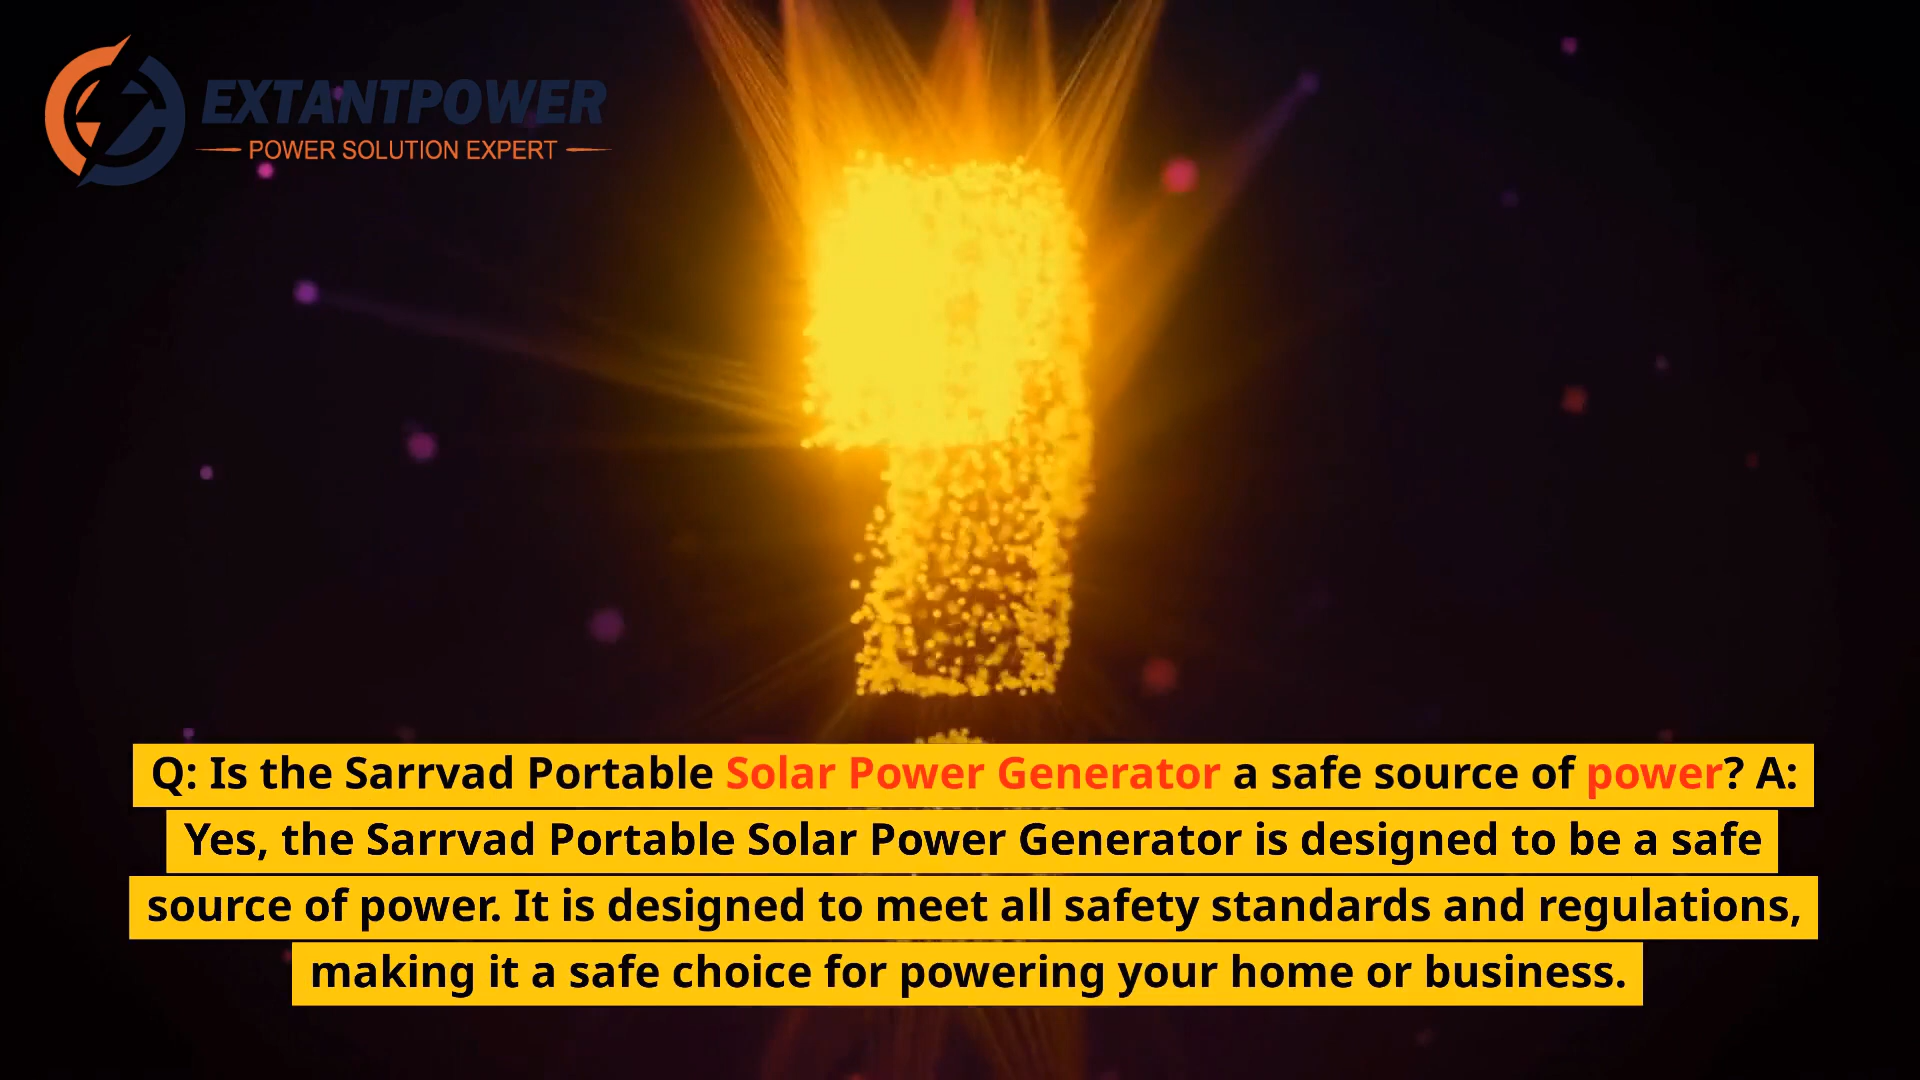 EXTANTPOWER
POWER SOLUTION EXPERT
Q: Is the Sarrvad Portable Solar Power Generator a safe source of power? A:
Yes, the Sarrvad Portable Solar Power Generator is designed to be a safe
source of power. It is designed to meet all safety standards and regulations,
making it a safe choice for powering your home or business.